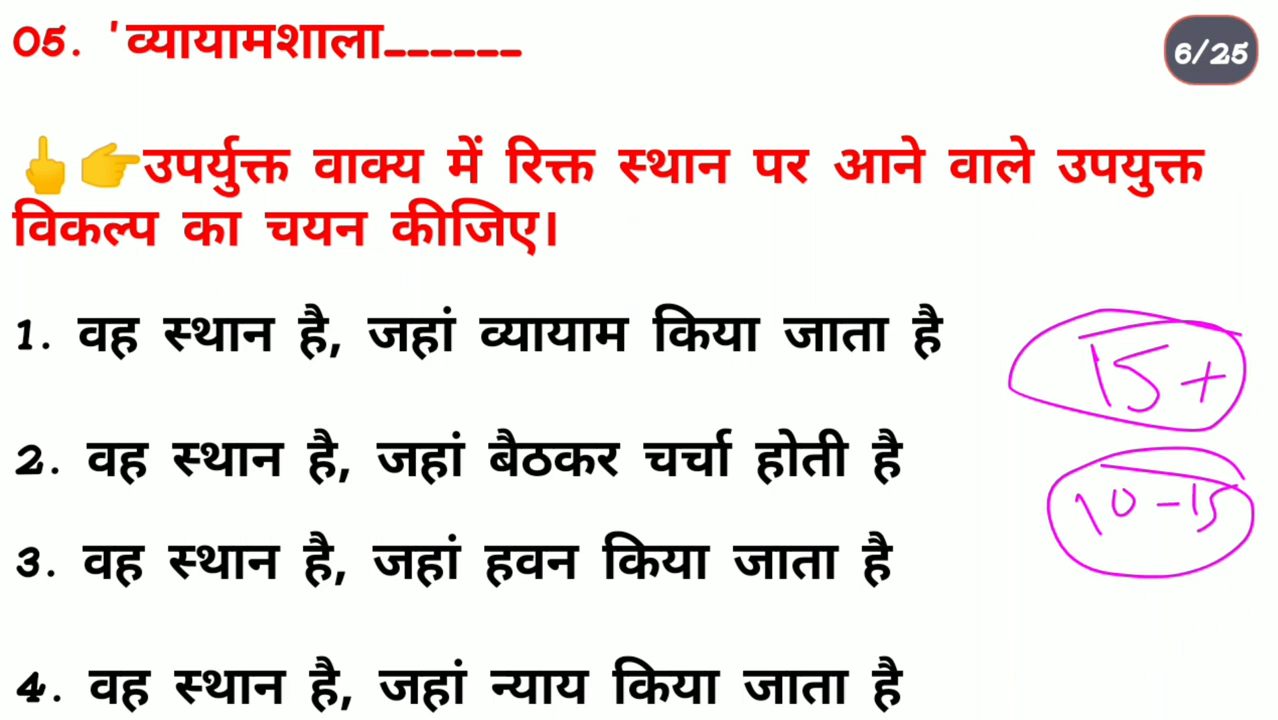 05. 'व्यायामशाला______
6/25
उपर्युक्त वाक्य में रिक्त स्थान पर आने वाले उपयुक्त
विकल्प का चयन कीजिए।
1. वह स्थान है, जहां व्यायाम किया जाता है
15+
2. वह स्थान है, जहां बैठकर चर्चा होती है
10-15
3. वह स्थान है, जहां हवन किया जाता है
4. वह स्थान है, जहां न्याय किया जाता है